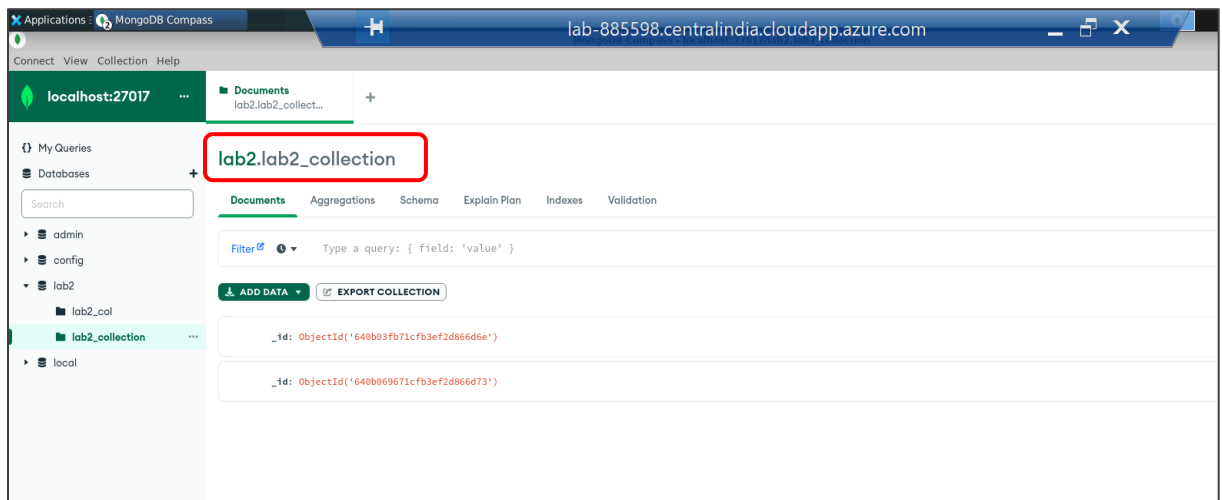 Applications : MongoDB Compass
lab-885598.centralindia.cloudapp.azure.com
Connect View Collection Help
localhost:27017 ...
Documents
lab2.lab2_collect...
+
{} My Queries
Databases +
Search
admin
config
lab2
lab2_col
lab2_collection ...
local
lab2.lab2_collection
Documents Aggregations Schema Explain Plan Indexes Validation
Filter Type a query: { field: 'value' }
ADD DATA EXPORT COLLECTION
_id: ObjectId('640b03fb71cfb3ef2d866d6e')
_id: ObjectId('640b069671cfb3ef2d866d73')